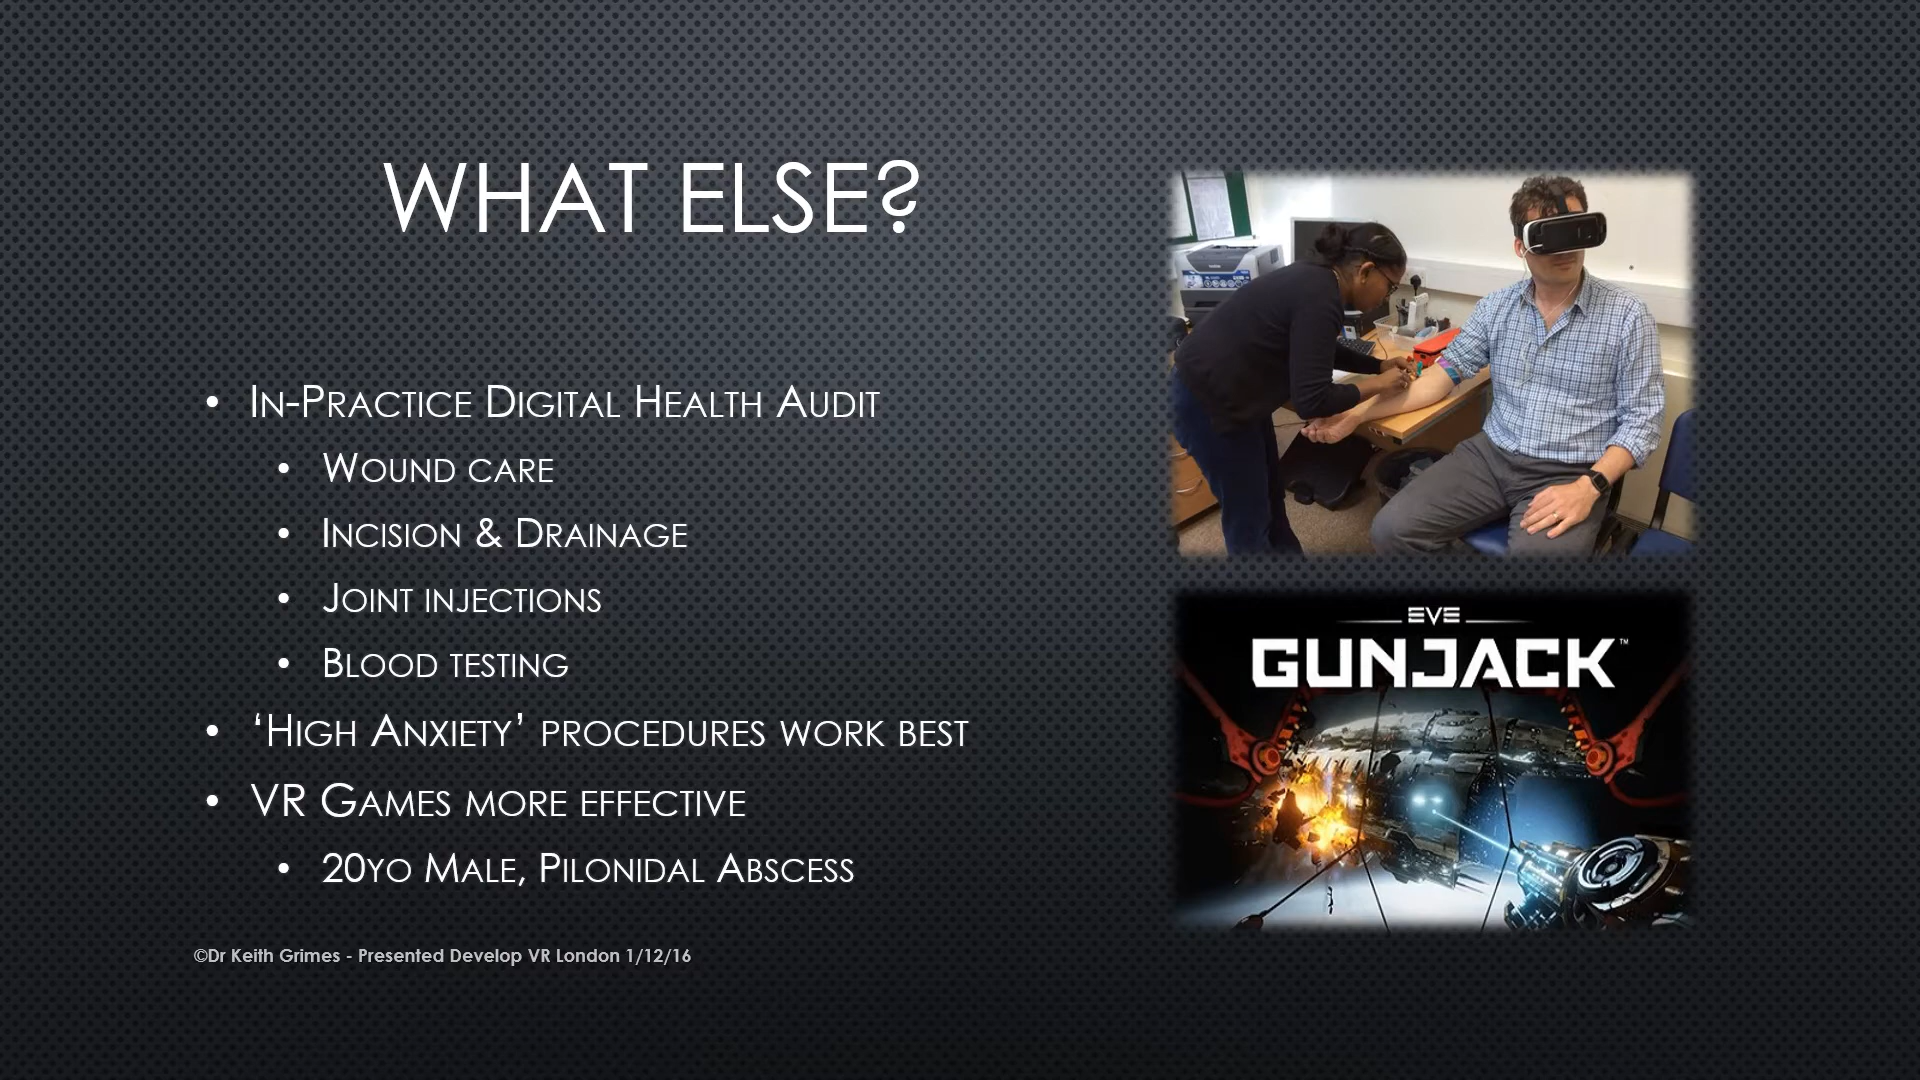 WHAT ELSE?
• IN-PRACTICE DIGITAL HEALTH AUDIT
• WOUND CARE
• INCISION & DRAINAGE
• JOINT INJECTIONS
• BLOOD TESTING
• ‘HIGH ANXIETY’ PROCEDURES WORK BEST
• VR GAMES MORE EFFECTIVE
• 20YO MALE, PILONIDAL ABSCESS
©Dr Keith Grimes - Presented Develop VR London 1/12/16
EVE
GUNJACK™